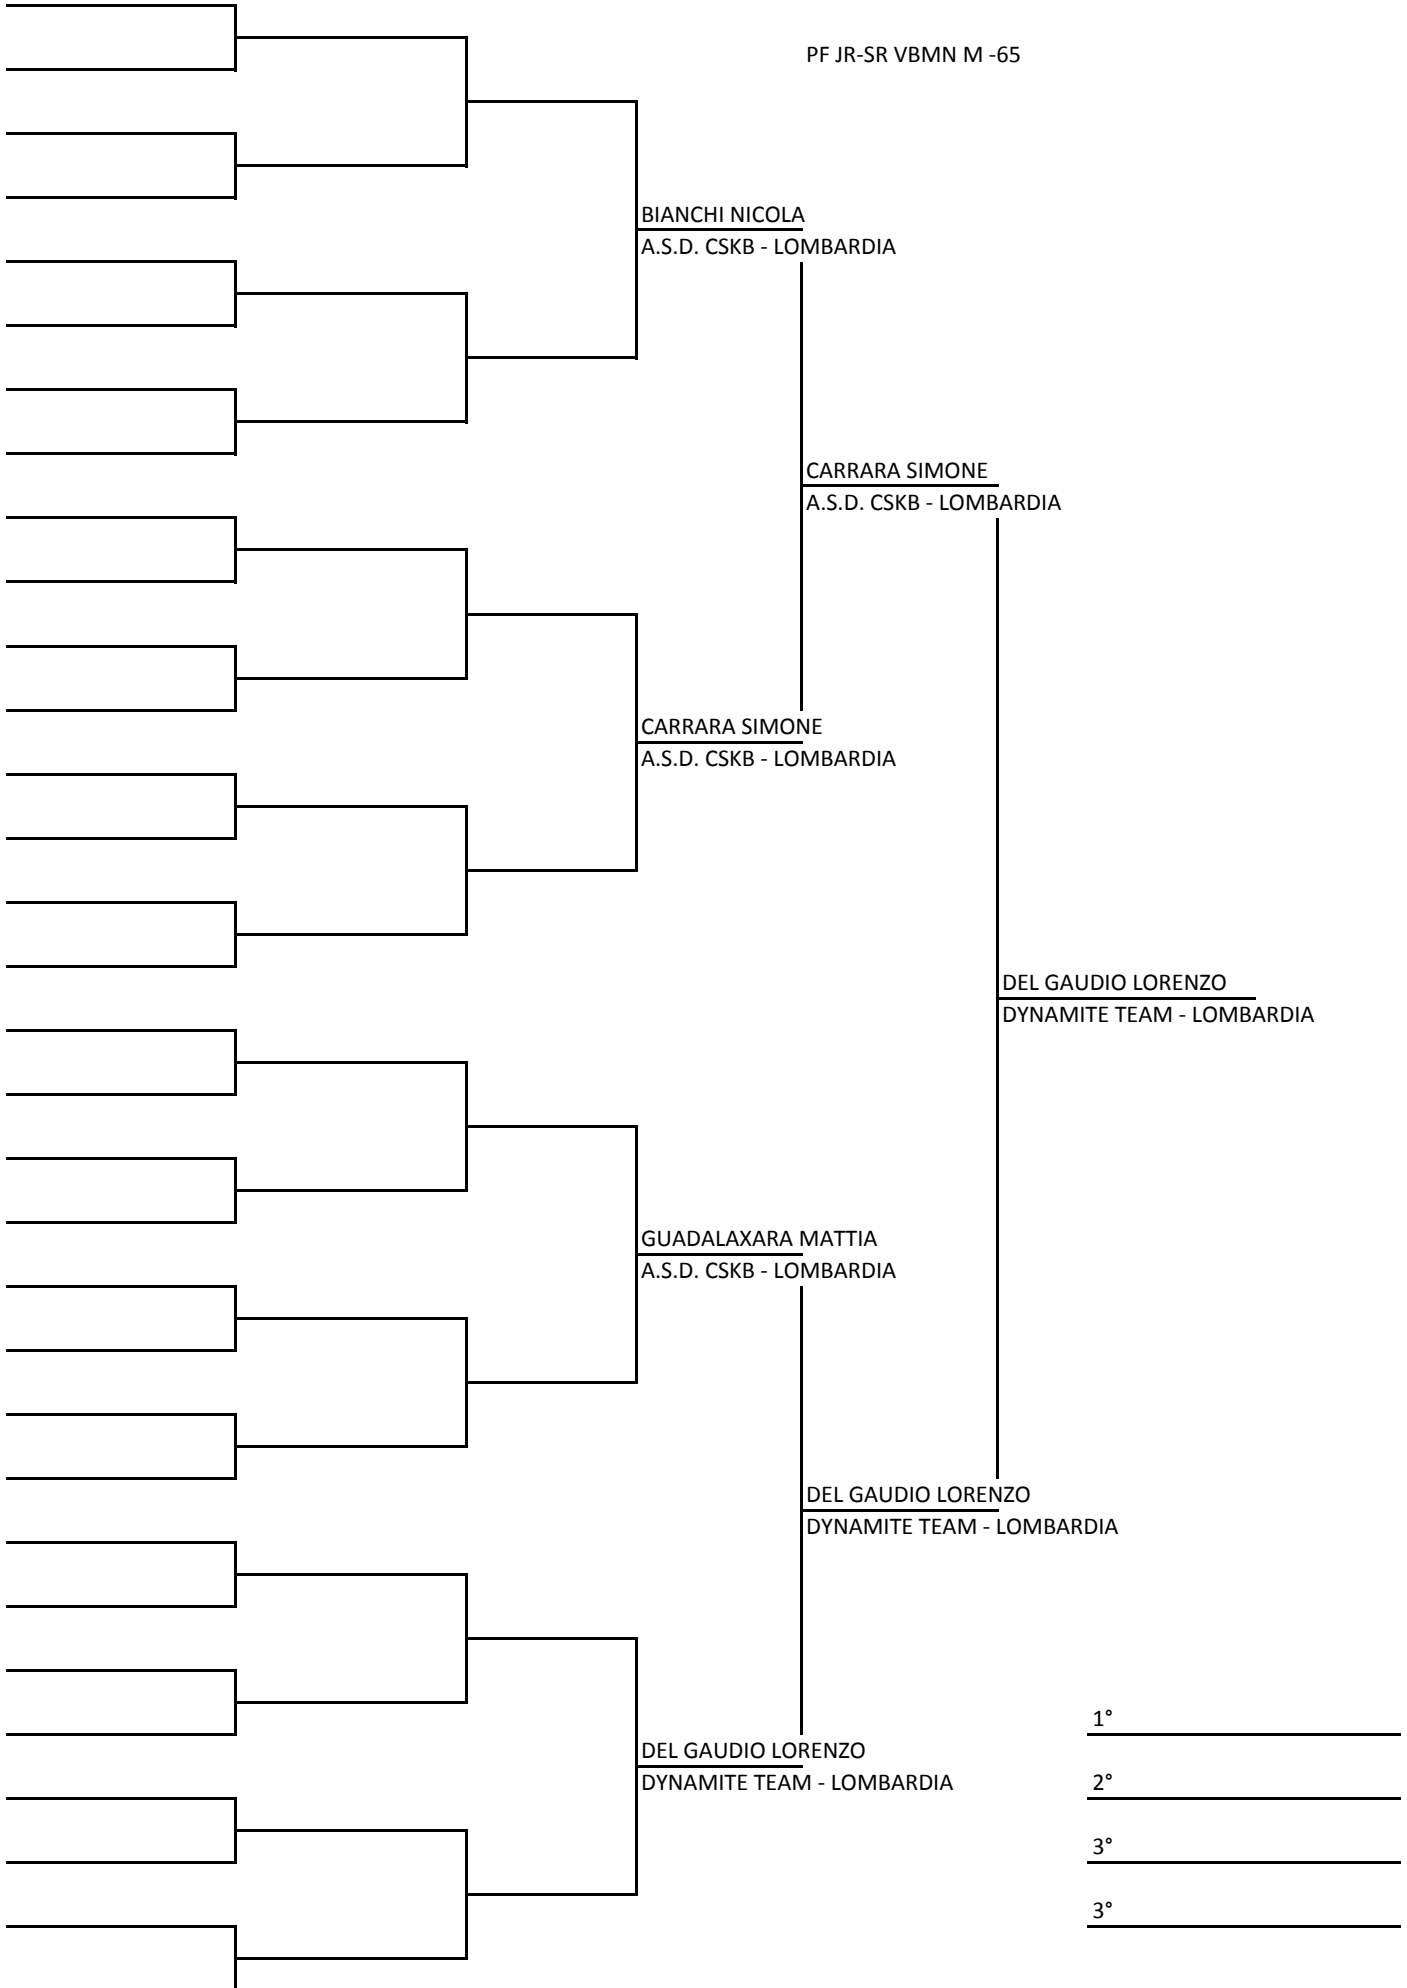 PF JR-SR VBMN M -65
BIANCHI NICOLA
A.S.D. CSKB - LOMBARDIA
CARRARA SIMONE
A.S.D. CSKB - LOMBARDIA
CARRARA SIMONE
A.S.D. CSKB - LOMBARDIA
DEL GAUDIO LORENZO
DYNAMITE TEAM - LOMBARDIA
GUADALAXARA MATTIA
A.S.D. CSKB - LOMBARDIA
DEL GAUDIO LORENZO
DYNAMITE TEAM - LOMBARDIA
DEL GAUDIO LORENZO
DYNAMITE TEAM - LOMBARDIA
1°
2°
3°
3°